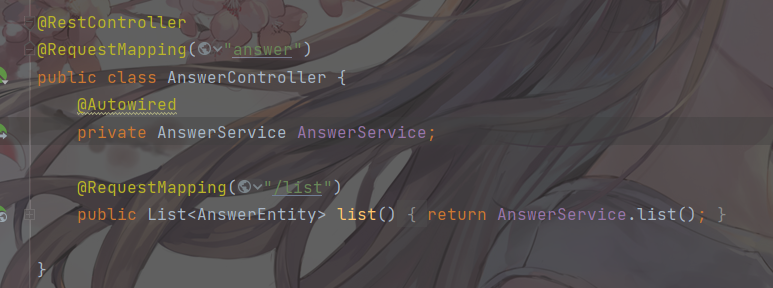 @RestController
@RequestMapping("answer")
public class AnswerController {
@Autowired
private AnswerService AnswerService;
@RequestMapping("/list")
public List<AnswerEntity> list() { return AnswerService.list(); }
}